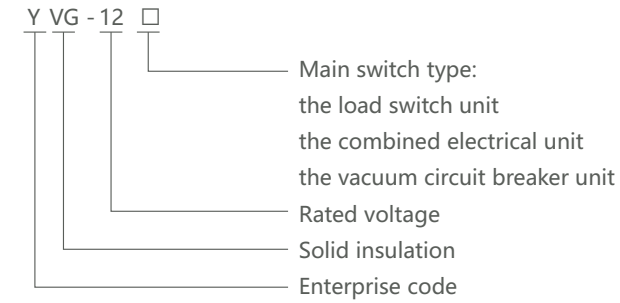 Y VG - 12 □
Main switch type:
the load switch unit
the combined electrical unit
the vacuum circuit breaker unit
Rated voltage
Solid insulation
Enterprise code